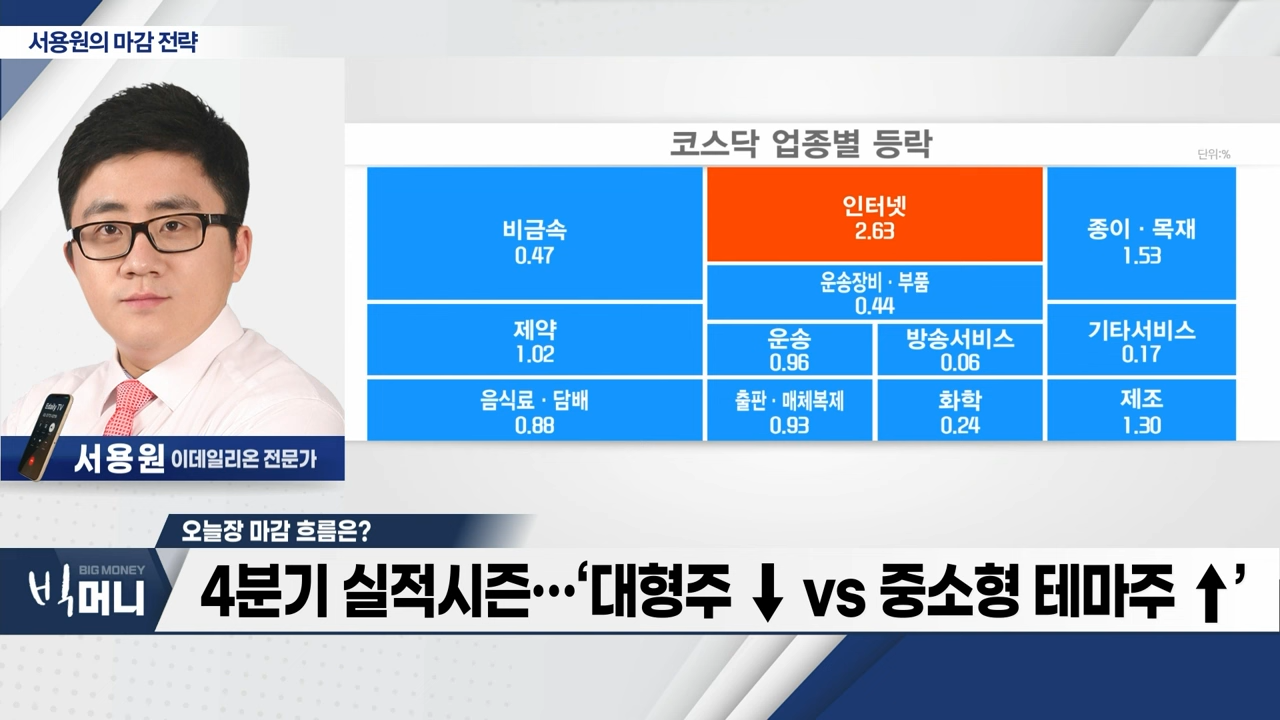 서용원의 마감 전략
코스닥 업종별 등락
단위:%
비금속
0.47
인터넷
2.63
종이·목재
1.53
운송장비·부품
0.44
제약
1.02
운송
0.96
방송서비스
0.06
기타서비스
0.17
음식료·담배
0.88
출판·매체복제
0.93
화학
0.24
제조
1.30
서용원 이데일리온 전문가
오늘장 마감 흐름은?
BIG MONEY
빅머니
4분기 실적시즌…‘대형주 ↓ vs 중소형 테마주 ↑’